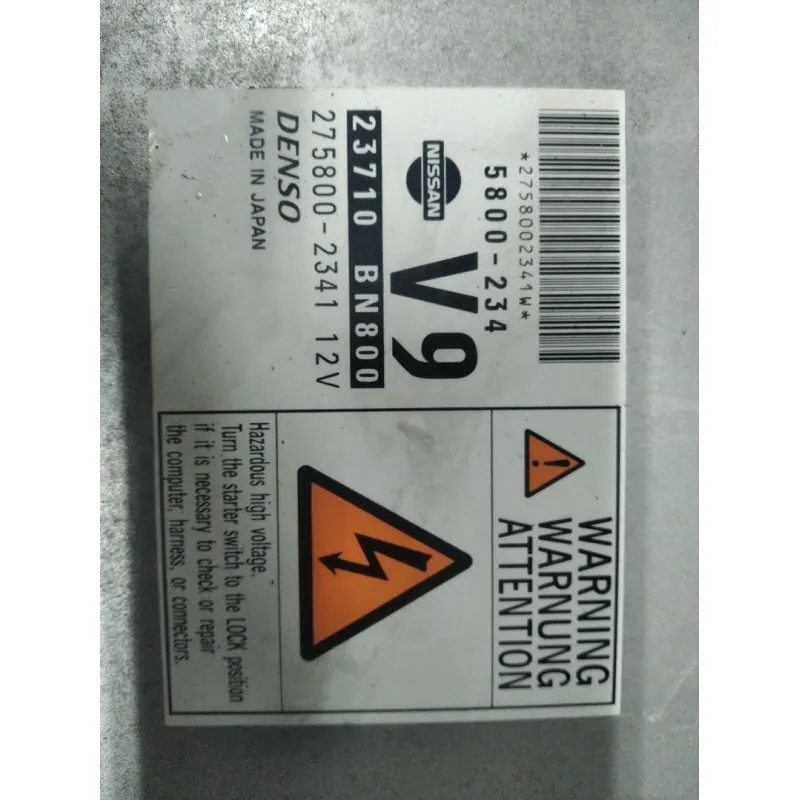 *2758002341W*
5800-234
NISSAN
V9
23710 BN800
275800-2341 12V
DENSO
MADE IN JAPAN
WARNING
WARNUNG
ATTENTION
Hazardous high voltage.
Turn the starter switch to the LOCK position
if it is necessary to check or repair
the computer, harness, or connectors.